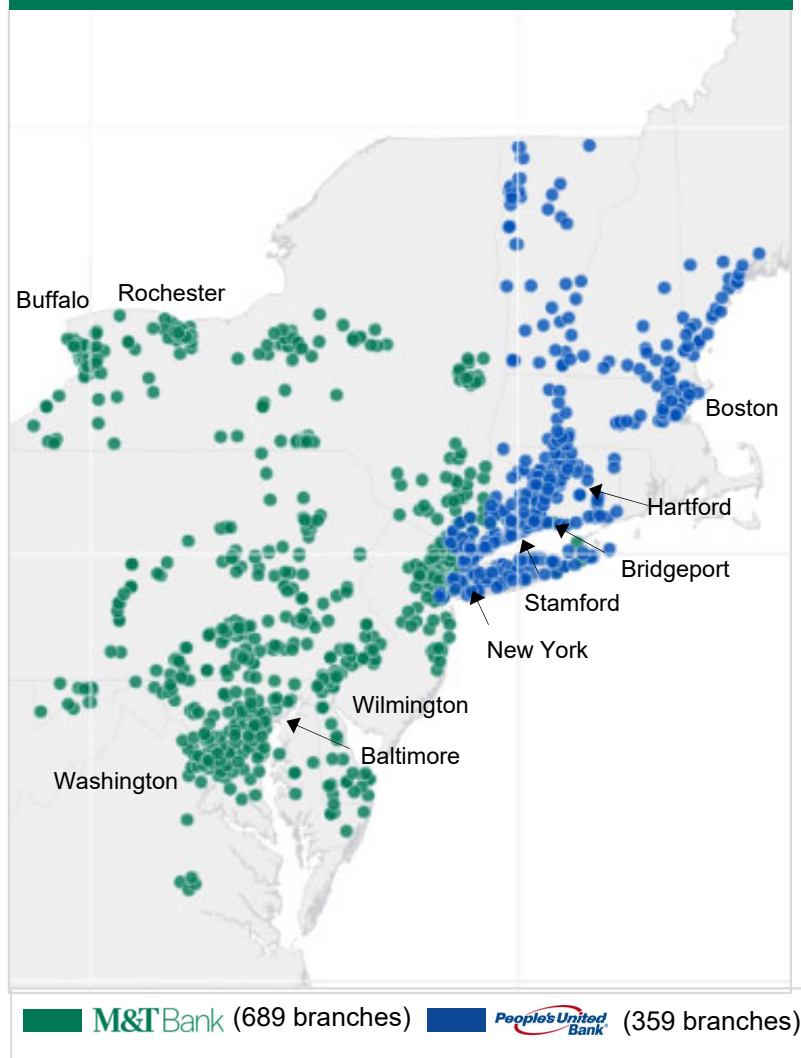 Buffalo
Rochester
Boston
Hartford
Bridgeport
Stamford
New York
Wilmington
Baltimore
Washington
M&T Bank (689 branches)
People's United Bank (359 branches)